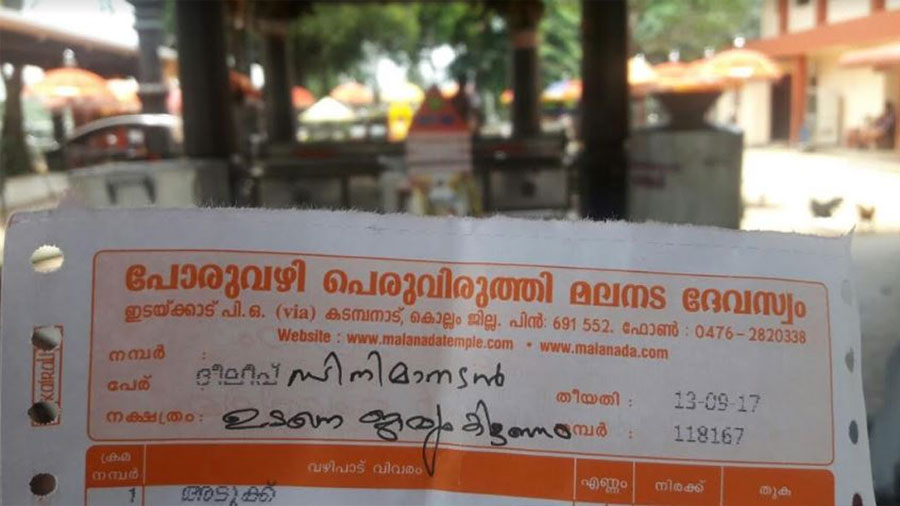 പോരുവഴി പെരുവിരുത്തി മലനട ദേവസ്വം
ഇടയ്ക്കാട് പി.ഒ. (via) കടമ്പനാട്, കൊല്ലം ജില്ല. പിൻ: 691 552. ഫോൺ : 0476-2820338
Website : www.malanadatemple.com • www.malanada.com
നമ്പർ :
പേര് ദിലീപ് സിനിമാനടൻ
തീയതി : 13-09-17
നക്ഷത്രം: ഉടനെ ജാമ്യം കിട്ടണം
നമ്പർ : 118167
ക്രമ നമ്പർ വഴിപാട് വിവരം എണ്ണം നിരക്ക് തുക
1 അടുക്ക്